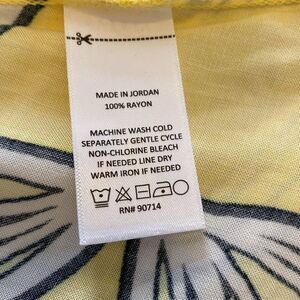 MADE IN JORDAN
100% RAYON
MACHINE WASH COLD
SEPARATELY GENTLE CYCLE
NON-CHLORINE BLEACH
IF NEEDED LINE DRY
WARM IRON IF NEEDED
RN# 90714